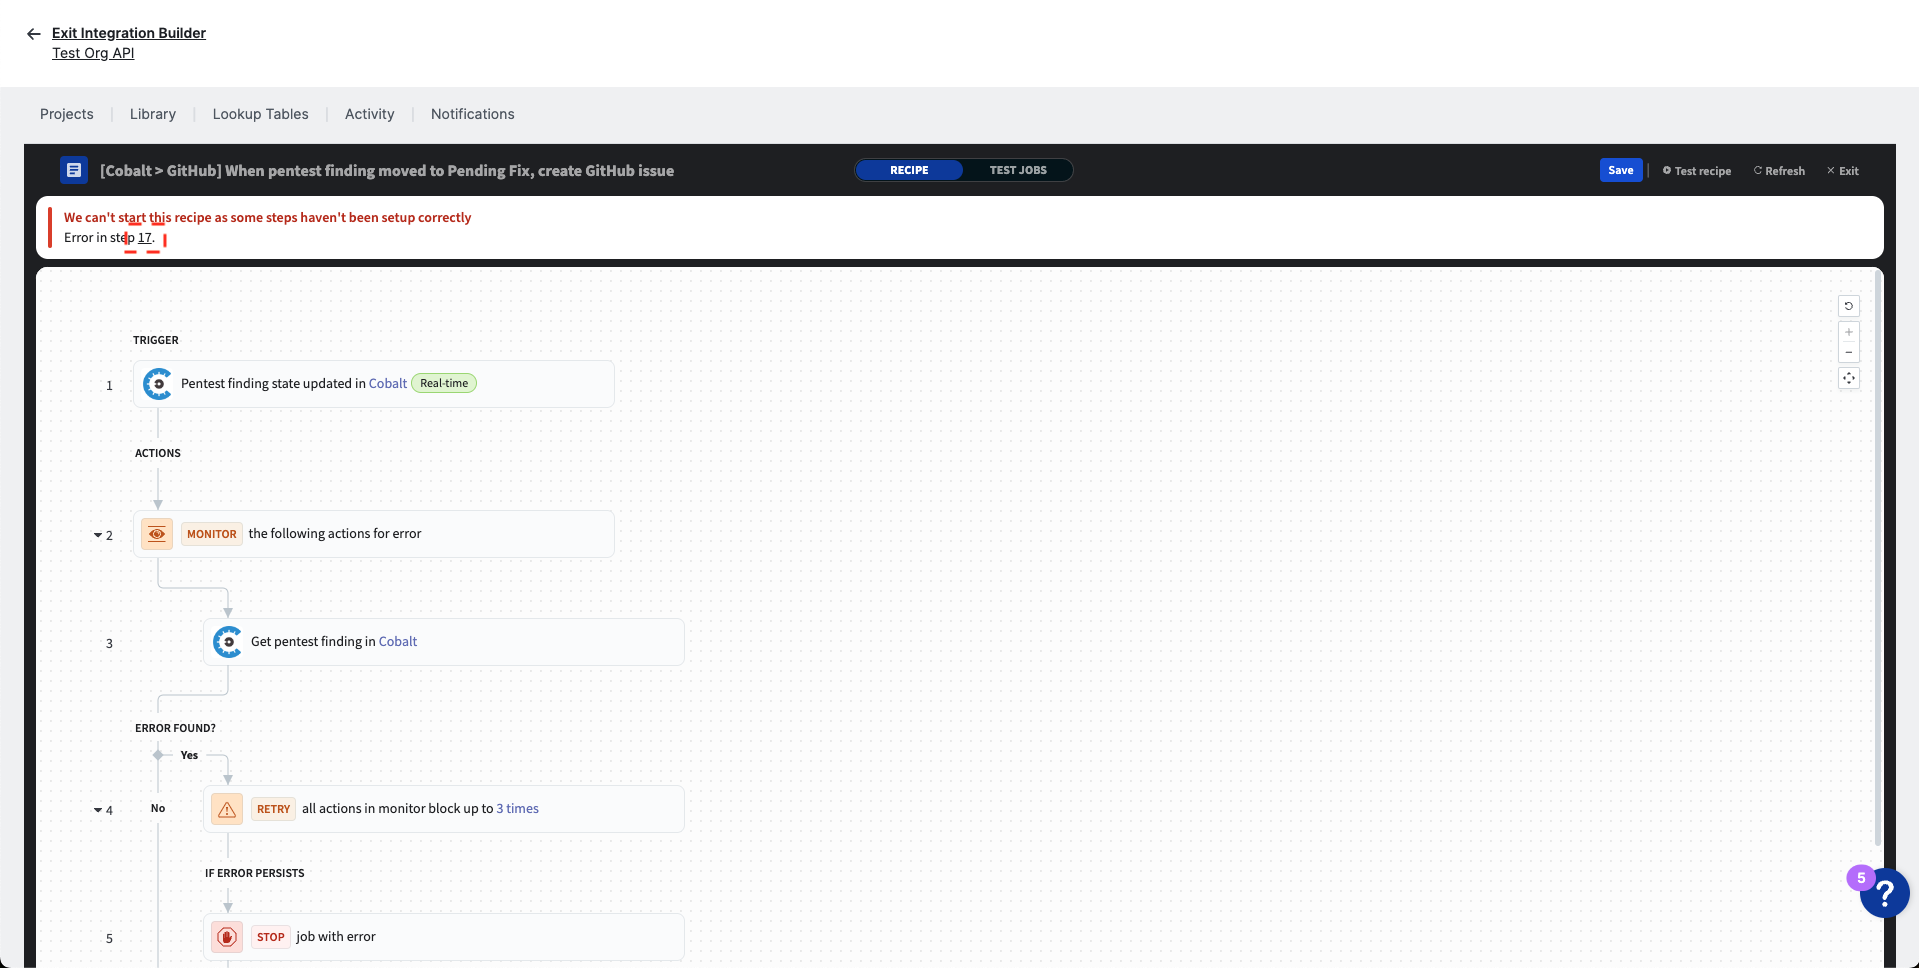 Exit Integration Builder
Test Org API
Projects
Library
Lookup Tables
Activity
Notifications
[Cobalt > GitHub] When pentest finding moved to Pending Fix, create GitHub issue
RECIPE
TEST JOBS
Save
Test recipe
Refresh
Exit
We can't start this recipe as some steps haven't been setup correctly
Error in step 17.
TRIGGER
1
Pentest finding state updated in Cobalt Real-time
ACTIONS
2
MONITOR the following actions for error
3
Get pentest finding in Cobalt
ERROR FOUND?
Yes
4
No
RETRY all actions in monitor block up to 3 times
IF ERROR PERSISTS
5
STOP job with error
5
?